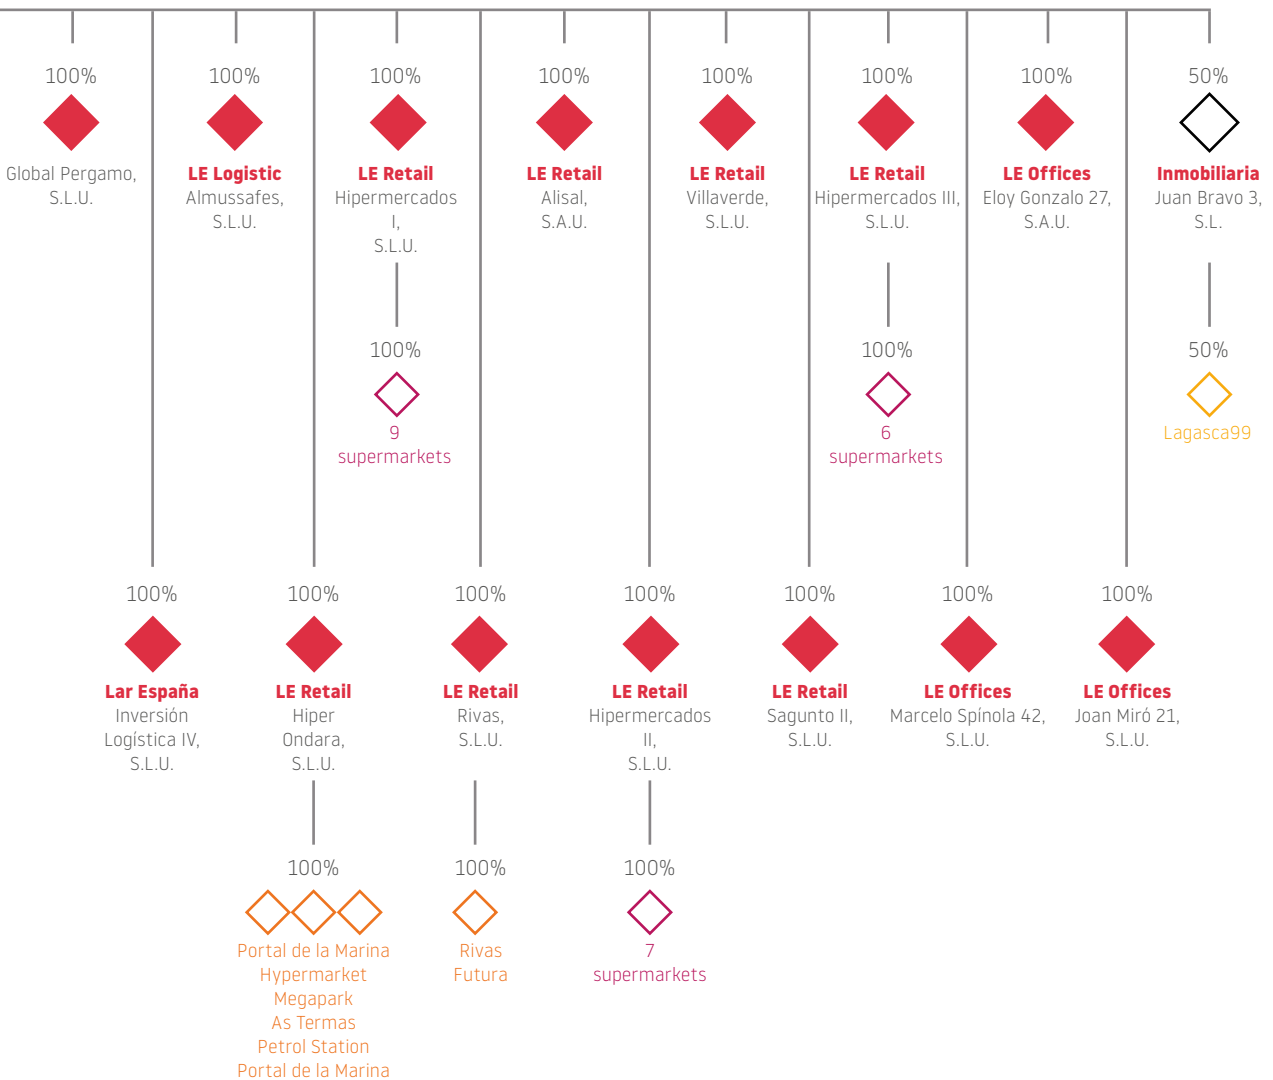 100%
Global Pergamo,
S.L.U.
100%
LE Logistic
Almussafes,
S.L.U.
100%
LE Retail
Hipermercados
I,
S.L.U.
100%
9
supermarkets
100%
LE Retail
Alisal,
S.A.U.
100%
LE Retail
Villaverde,
S.L.U.
100%
LE Retail
Hipermercados III,
S.L.U.
100%
6
supermarkets
100%
LE Offices
Eloy Gonzalo 27,
S.A.U.
50%
Inmobiliaria
Juan Bravo 3,
S.L.
50%
Lagasca99
100%
Lar España
Inversión
Logística IV,
S.L.U.
100%
LE Retail
Hiper
Ondara,
S.L.U.
100%
Portal de la Marina
Hypermarket
Megapark
As Termas
Petrol Station
Portal de la Marina
100%
LE Retail
Rivas,
S.L.U.
100%
Rivas
Futura
100%
LE Retail
Hipermercados
II,
S.L.U.
100%
7
supermarkets
100%
LE Retail
Sagunto II,
S.L.U.
100%
LE Offices
Marcelo Spínola 42,
S.L.U.
100%
LE Offices
Joan Miró 21,
S.L.U.